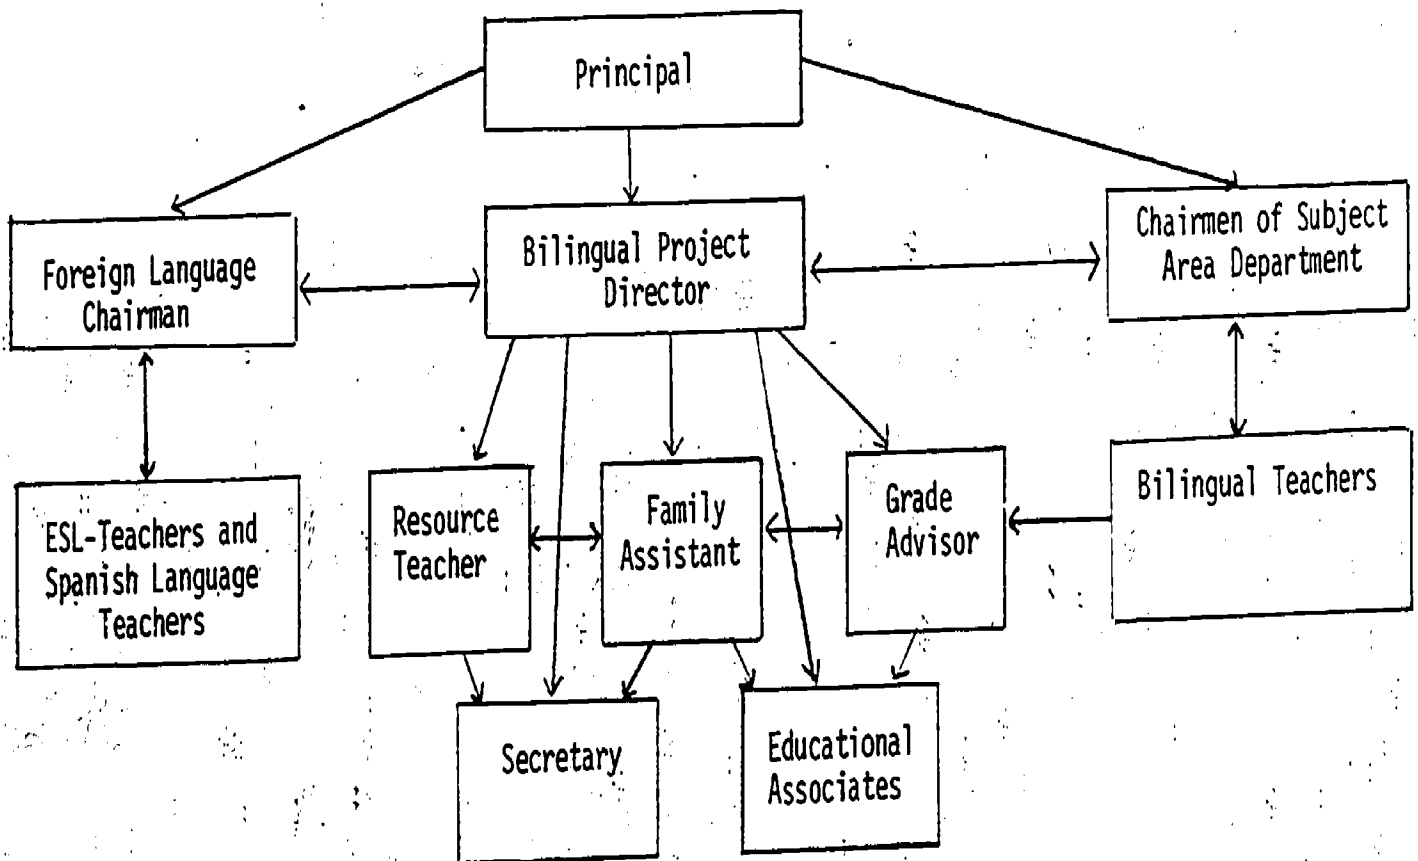 Principal
Foreign Language
Chairman
Bilingual Project
Director
Chairmen of Subject
Area Department
ESL-Teachers and
Spanish Language
Teachers
Resource
Teacher
Family
Assistant
Grade
Advisor
Bilingual Teachers
Secretary
Educational
Associates